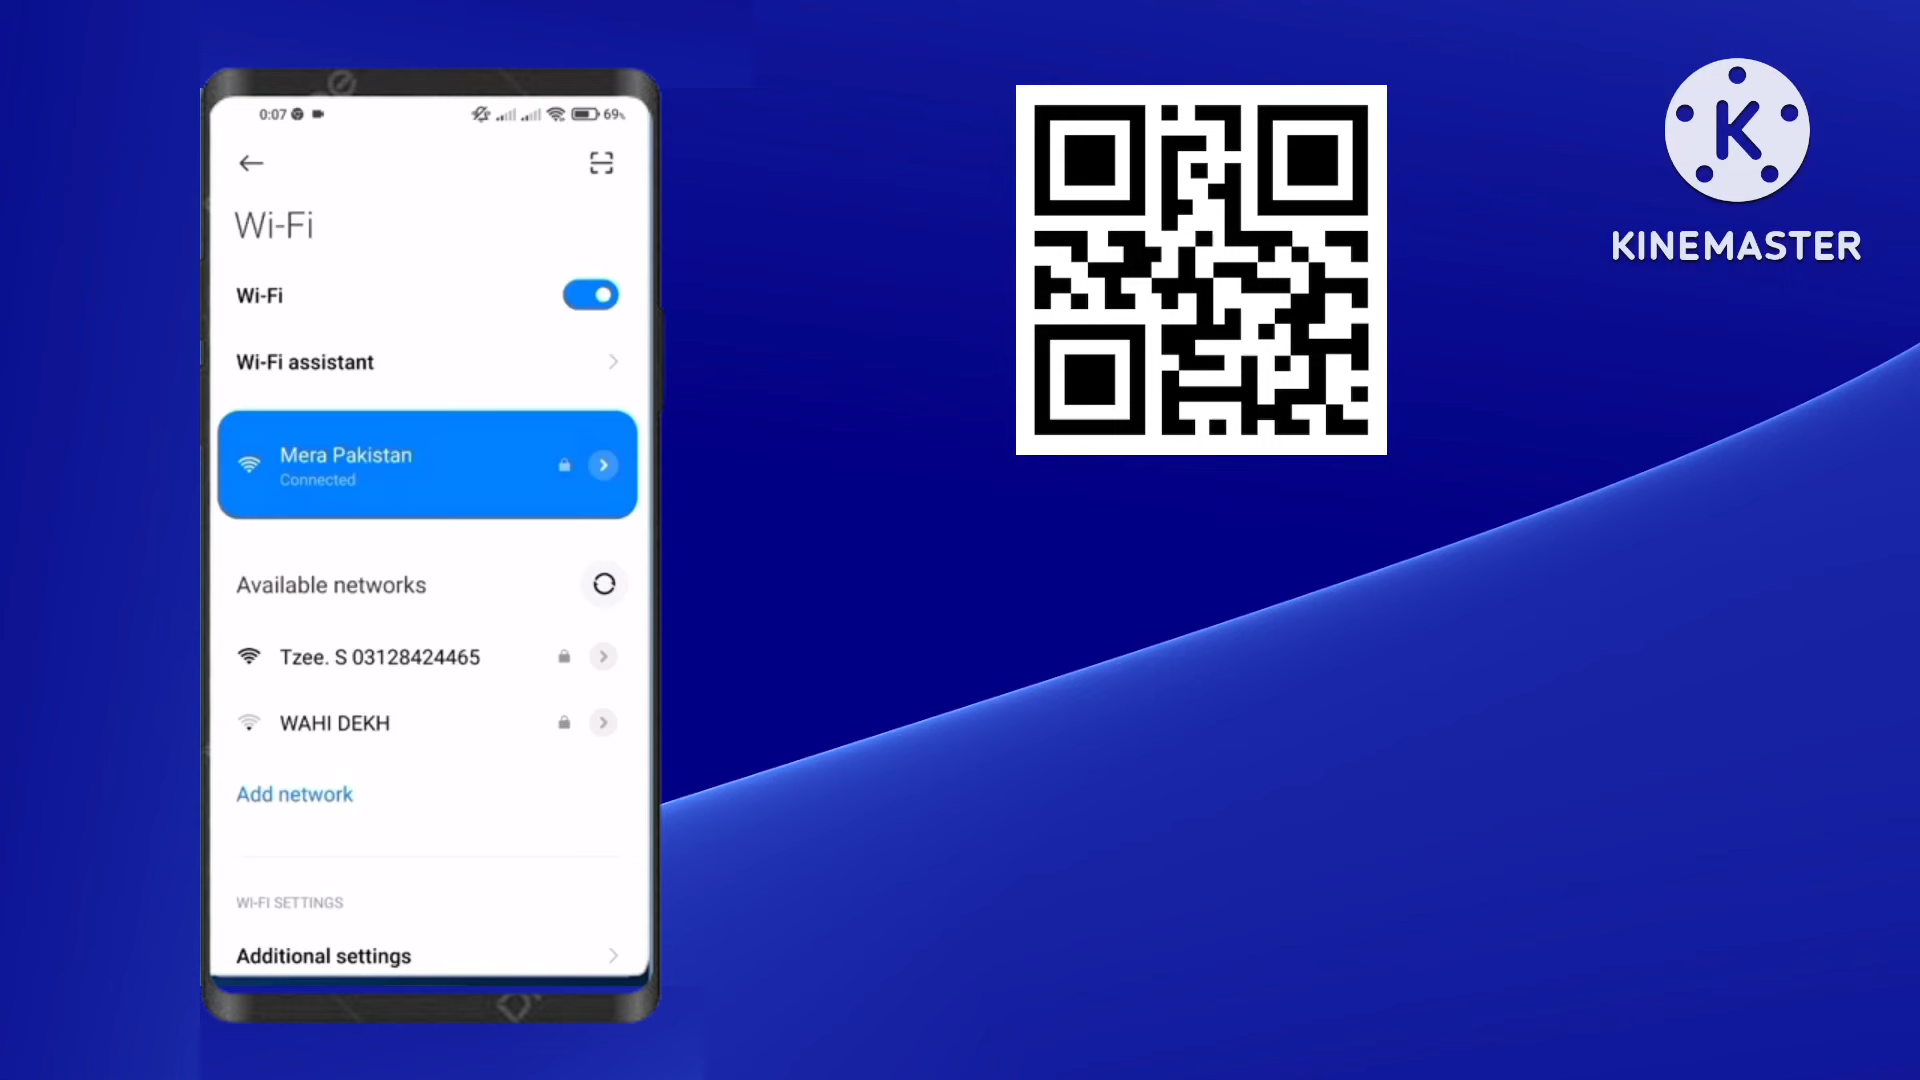 0:07
69%
Wi-Fi
Wi-Fi
Wi-Fi assistant
Mera Pakistan
Connected
Available networks
Tzee. S 03128424465
WAHI DEKH
Add network
WI-FI SETTINGS
Additional settings
K
KINEMASTER